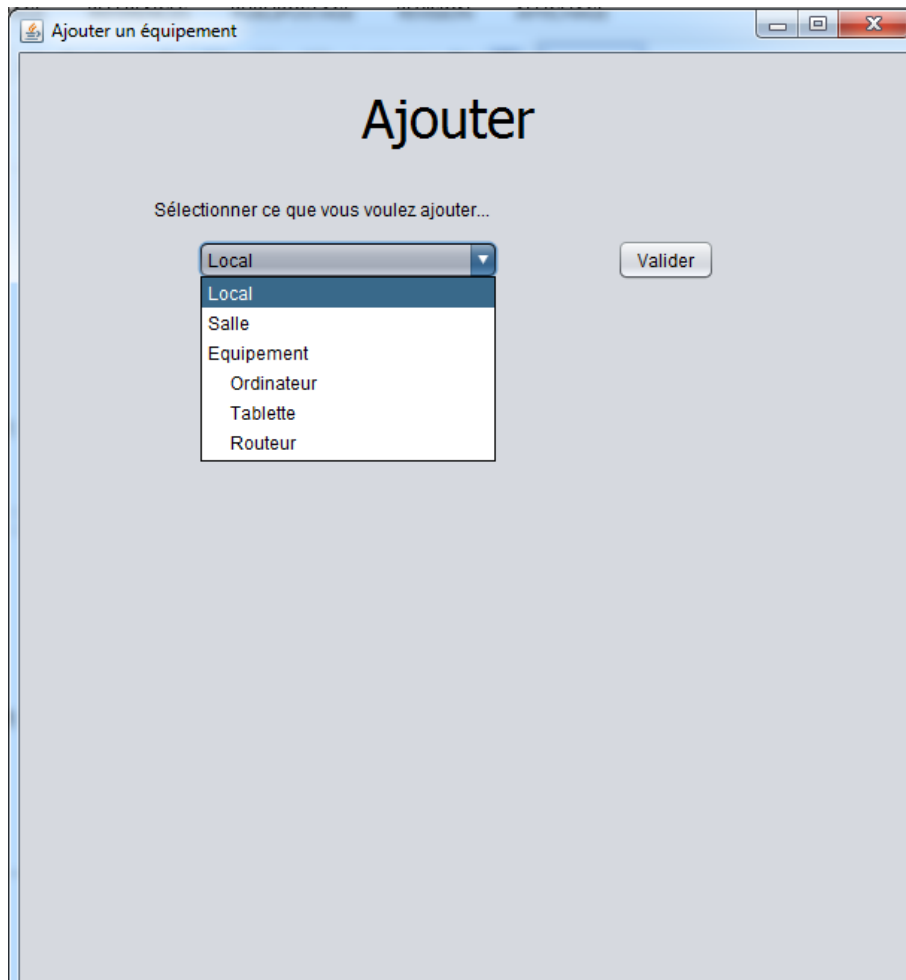 Ajouter un équipement
Ajouter
Sélectionner ce que vous voulez ajouter...
Local
Valider
Local
Salle
Equipement
Ordinateur
Tablette
Routeur